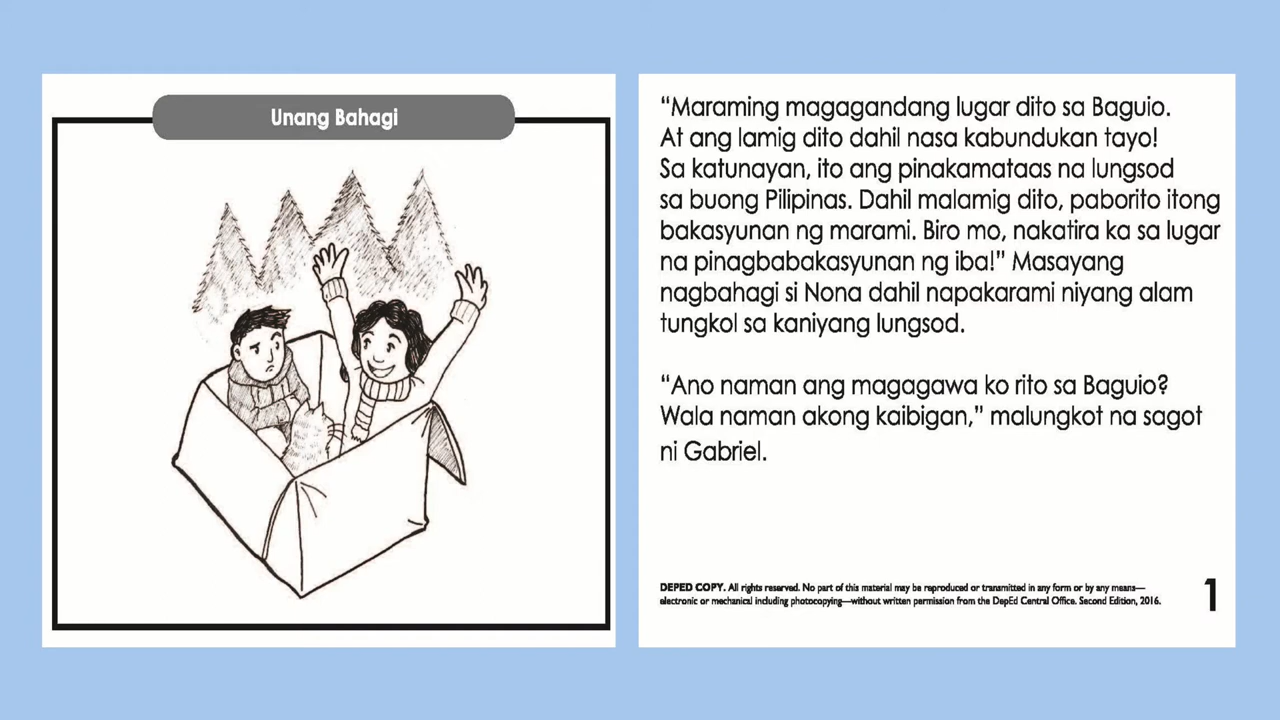 Unang Bahagi
“Maraming magagandang lugar dito sa Baguio.
At ang lamig dito dahil nasa kabundukan tayo!
Sa katunayan, ito ang pinakamataas na lungsod
sa buong Pilipinas. Dahil malamig dito, paborito itong
bakasyunan ng marami. Biro mo, nakatira ka sa lugar
na pinagbabakasyunan ng iba!” Masayang
nagbahagi si Nona dahil napakarami niyang alam
tungkol sa kaniyang lungsod.
“Ano naman ang magagawa ko rito sa Baguio?
Wala naman akong kaibigan,” malungkot na sagot
ni Gabriel.
DEPED COPY. All rights reserved. No part of this material may be reproduced or transmitted in any form or by any means—
electronic or mechanical including photocopying—without written permission from the DepEd Central Office. Second Edition, 2016.
1